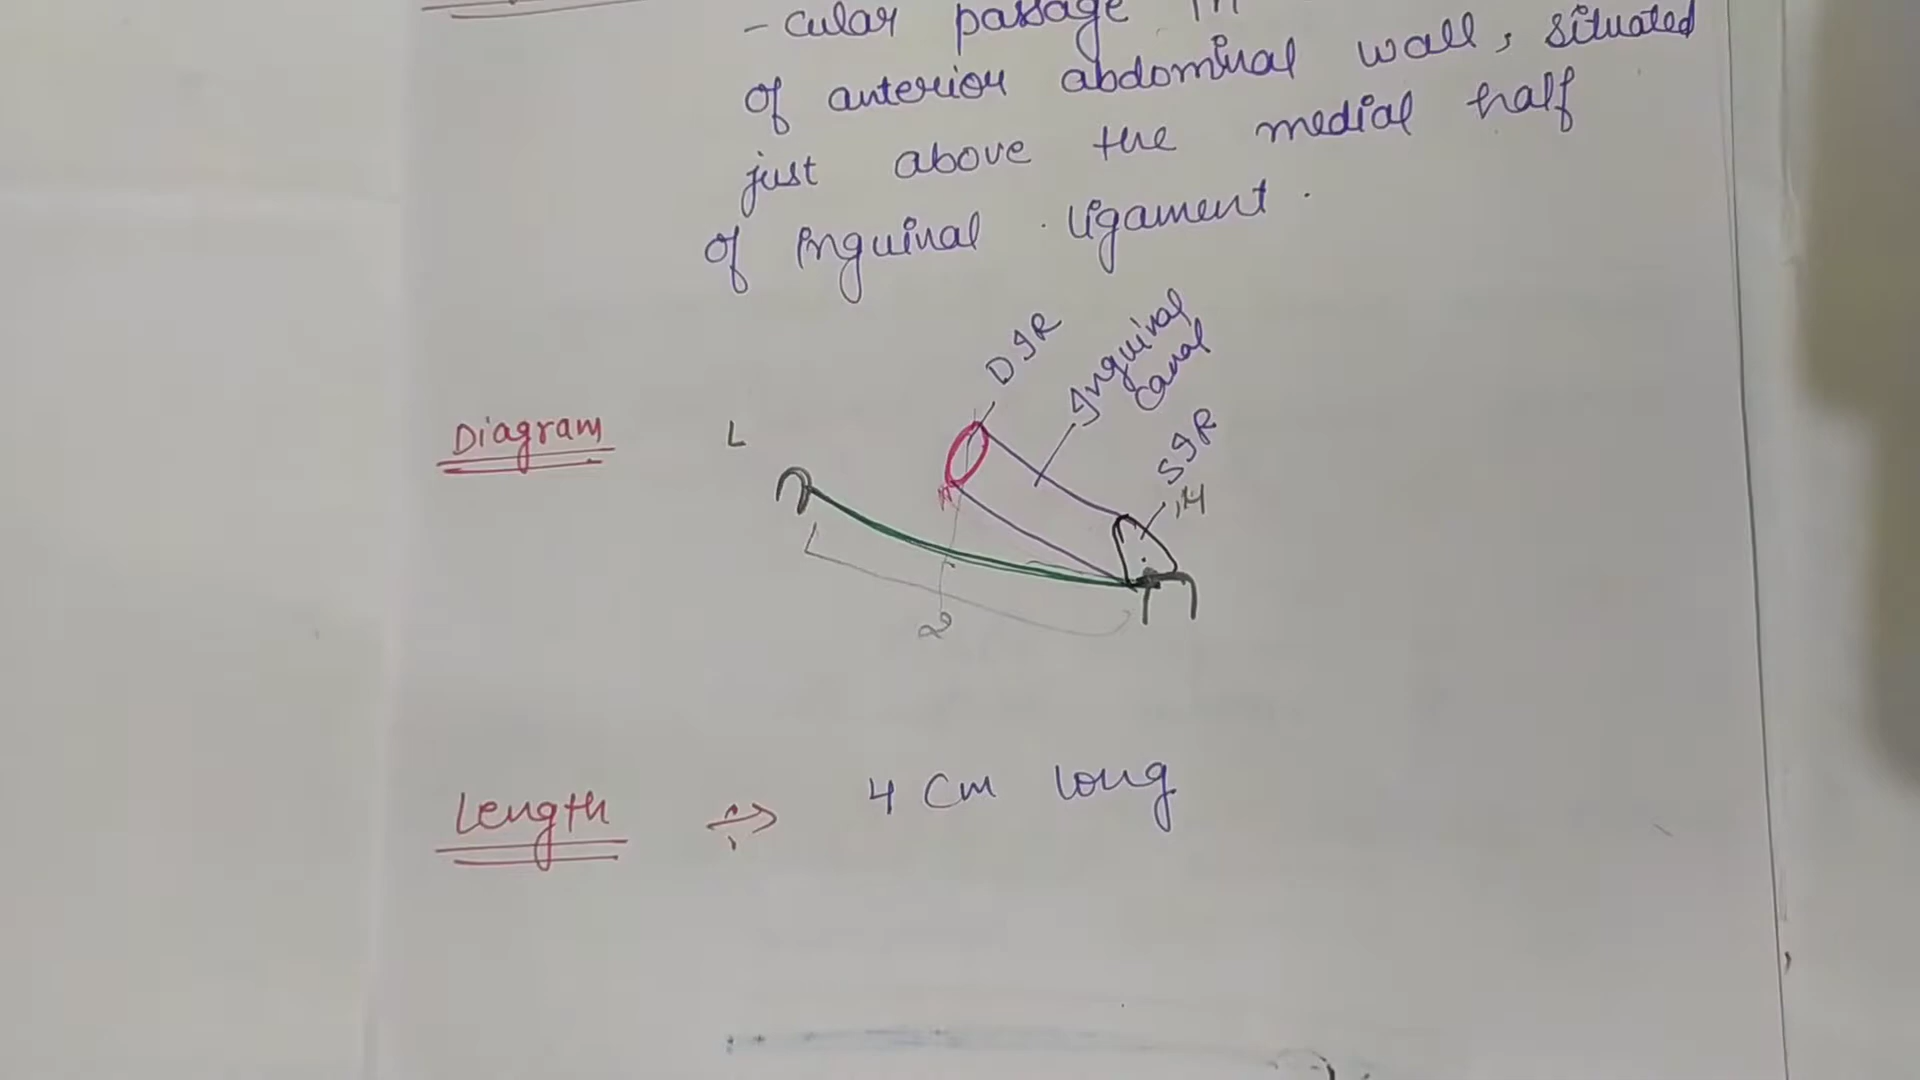 - cular passage in
of anterior abdominal wall, situated
just above the medial half
of inguinal ligament.
DIR
Inguinal
canal
SIR
Diagram
L
M
2
Length ⇒ 4 cm long